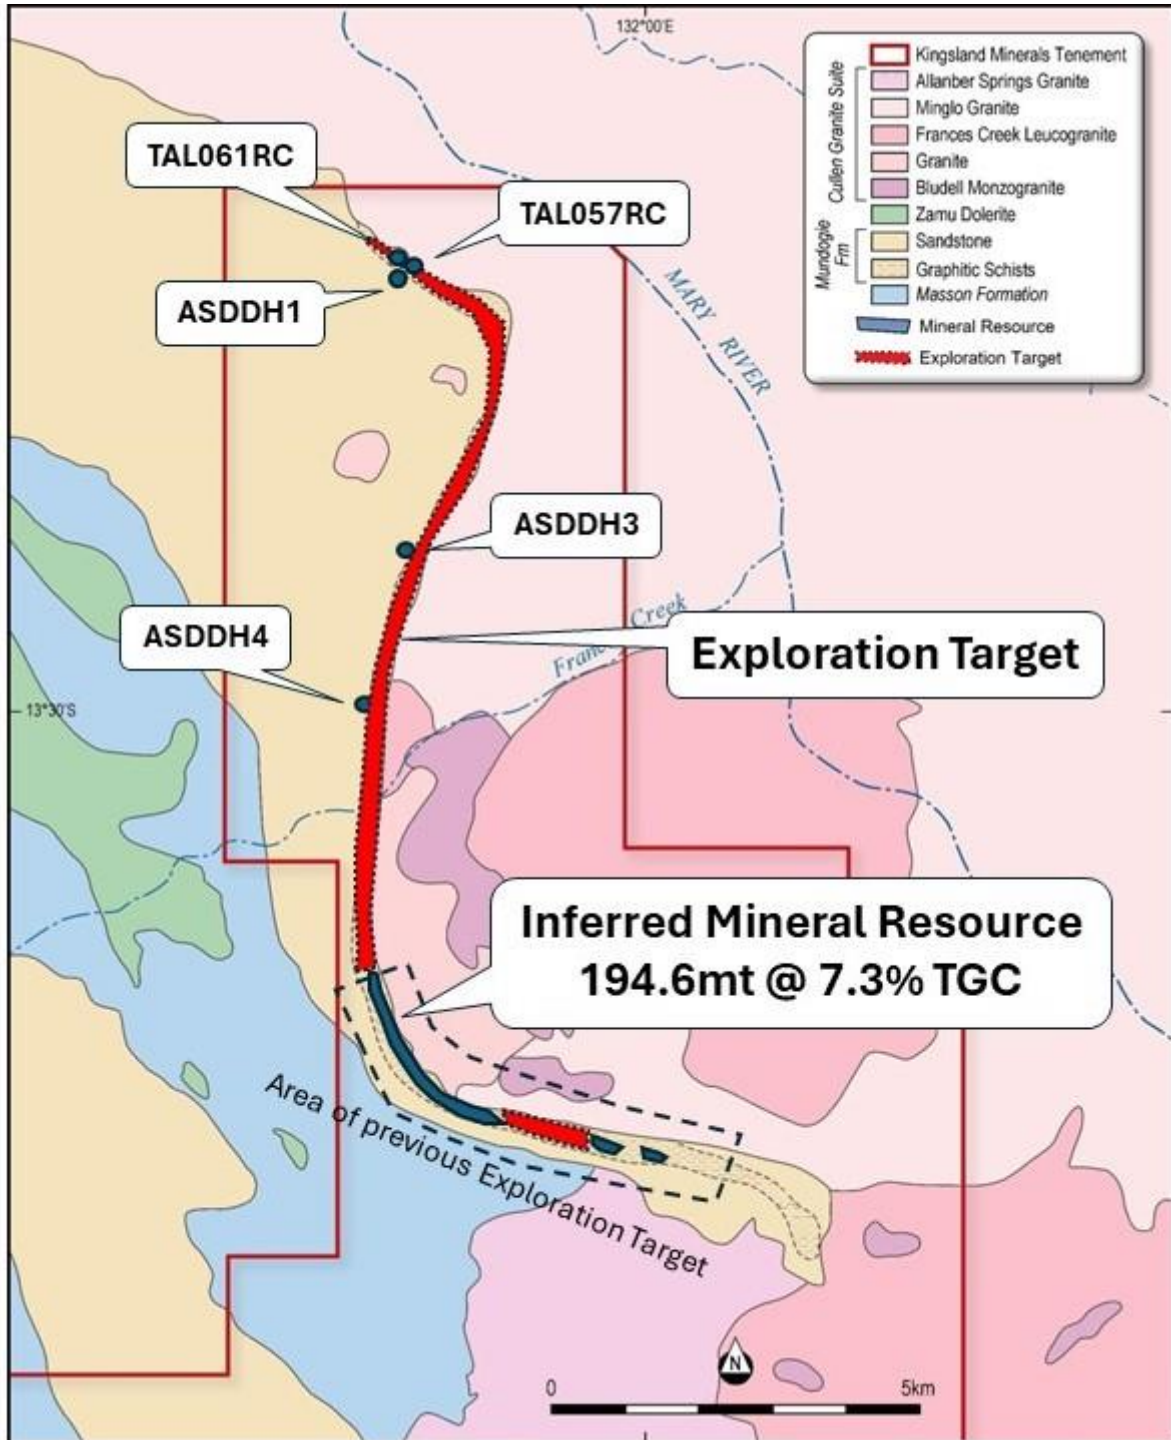 132°00'E
Kingsland Minerals Tenement
Cullen Granite Suite
Allanber Springs Granite
Minglo Granite
Frances Creek Leucogranite
Granite
Bludell Monzogranite
Zamu Dolerite
Mundogie
Fm
Sandstone
Graphitic Schists
Masson Formation
Mineral Resource
Exploration Target
TAL061RC
TAL057RC
ASDDH1
MARY RIVER
ASDDH3
ASDDH4
Creek
Exploration Target
13°30'S
Inferred Mineral Resource
194.6mt @ 7.3% TGC
Area of previous Exploration Target
N
0
5km